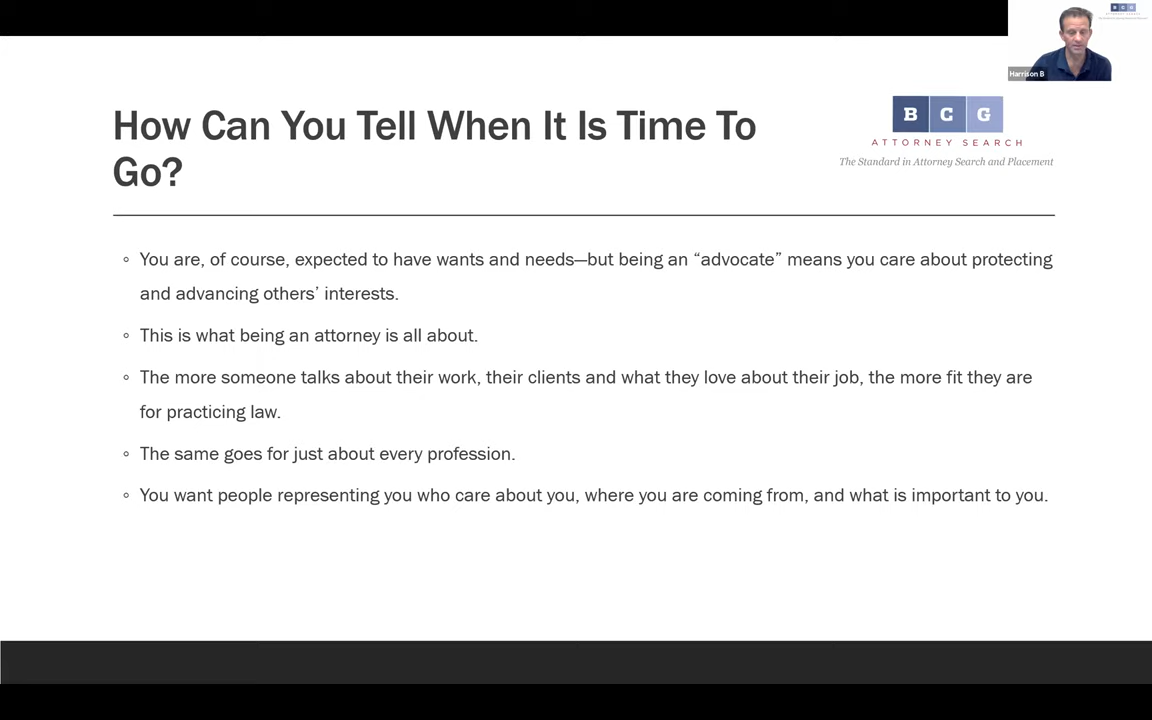 How Can You Tell When It Is Time To
Go?
B C G
ATTORNEY SEARCH
The Standard in Attorney Search and Placement
Harrison B
B C G
◦ You are, of course, expected to have wants and needs—but being an “advocate” means you care about protecting
and advancing others’ interests.
◦ This is what being an attorney is all about.
◦ The more someone talks about their work, their clients and what they love about their job, the more fit they are
for practicing law.
◦ The same goes for just about every profession.
◦ You want people representing you who care about you, where you are coming from, and what is important to you.